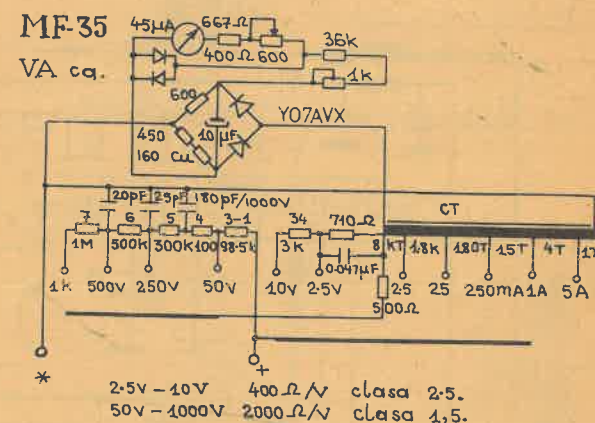 MF-35
VA ca.
45µA
667Ω
400Ω
600
36k
1k
600
10µF
YO7AVX
450
160 Cu
20pF
29pF
180pF/1000V
CT
7
6
5
4
3-1
34
710Ω
1M
500k
300k
100
98.5k
3k
8
0.047µF
kT
1.8k
180T
15T
4T
1T
1k
500V
250V
50V
10V
2.5V
2.5
25
250mA
1A
5A
500Ω
*
+
2.5V – 10V 400Ω/V clasa 2.5.
50V – 1000V 2000Ω/V clasa 1,5.